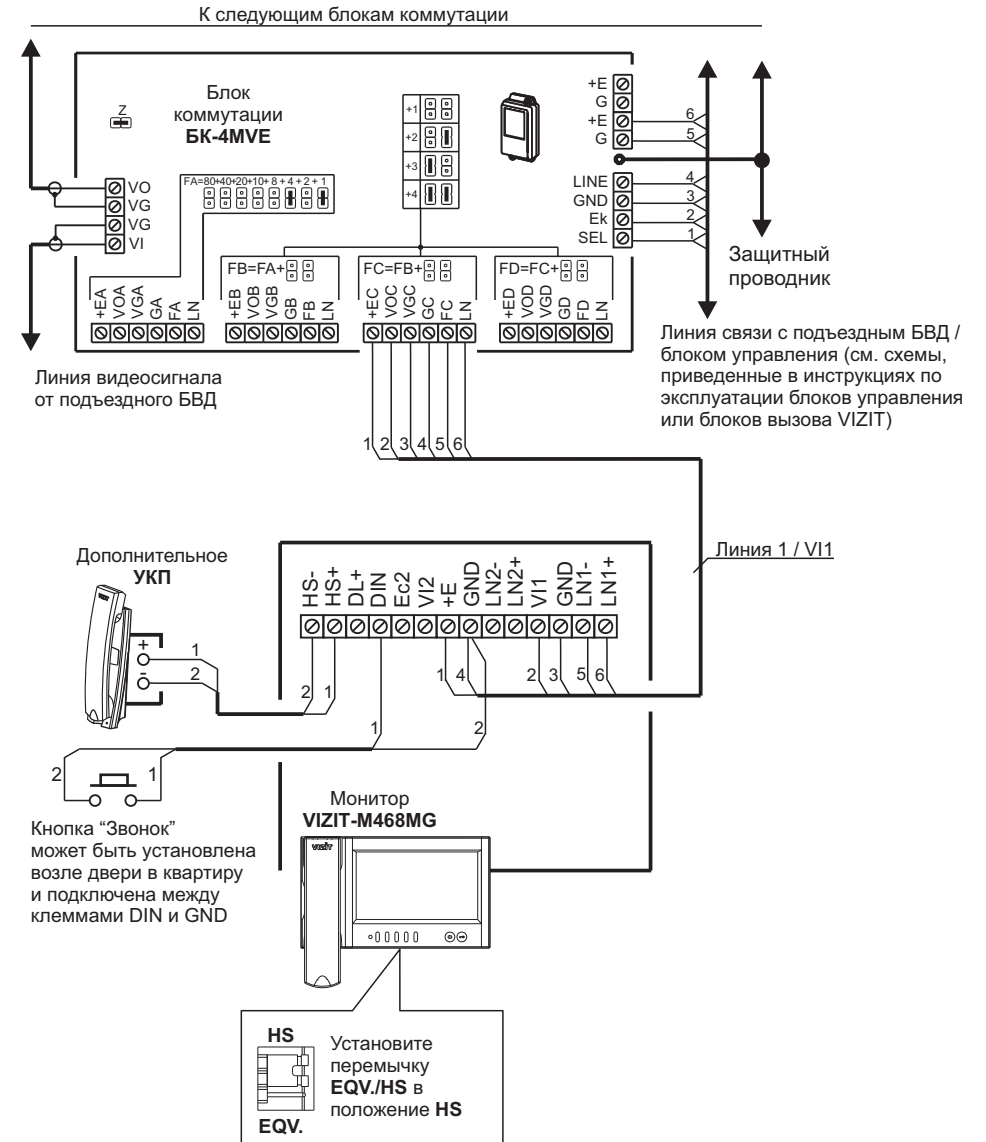 К следующим блокам коммутации
Блок
коммутации
БК-4MVE
Z
+1
+2
+3
+4
+E
G
+E
G
6
5
LINE
GND
Ek
SEL
4
3
2
1
VO
VG
VG
VI
FA=80+40+20+10+ 8 + 4 + 2 + 1
FB=FA+
FC=FB+
FD=FC+
+EA
VOA
VGA
GA
FA
LN
+EB
VOB
VGB
GB
FB
LN
+EC
VOC
VGC
GC
FC
LN
+ED
VOD
VGD
GD
FD
LN
Защитный
проводник
Линия видеосигнала
от подъездного БВД
Линия связи с подъездным БВД /
блоком управления (см. схемы,
приведенные в инструкциях по
эксплуатации блоков управления
или блоков вызова VIZIT)
1 2 3 4 5 6
Линия 1 / VI1
Дополнительное
УКП
VIZIT
+
-
1
2
HS-
HS+
DL+
DIN
Ec2
VI2
+E
GND
LN2-
LN2+
VI1
GND
LN1-
LN1+
2 1
1 4
2 3 5 6
1
2
2
1
Кнопка “Звонок”
может быть установлена
возле двери в квартиру
и подключена между
клеммами DIN и GND
Монитор
VIZIT-M468MG
VIZIT
HS
EQV.
Установите
перемычку
EQV./HS в
положение HS